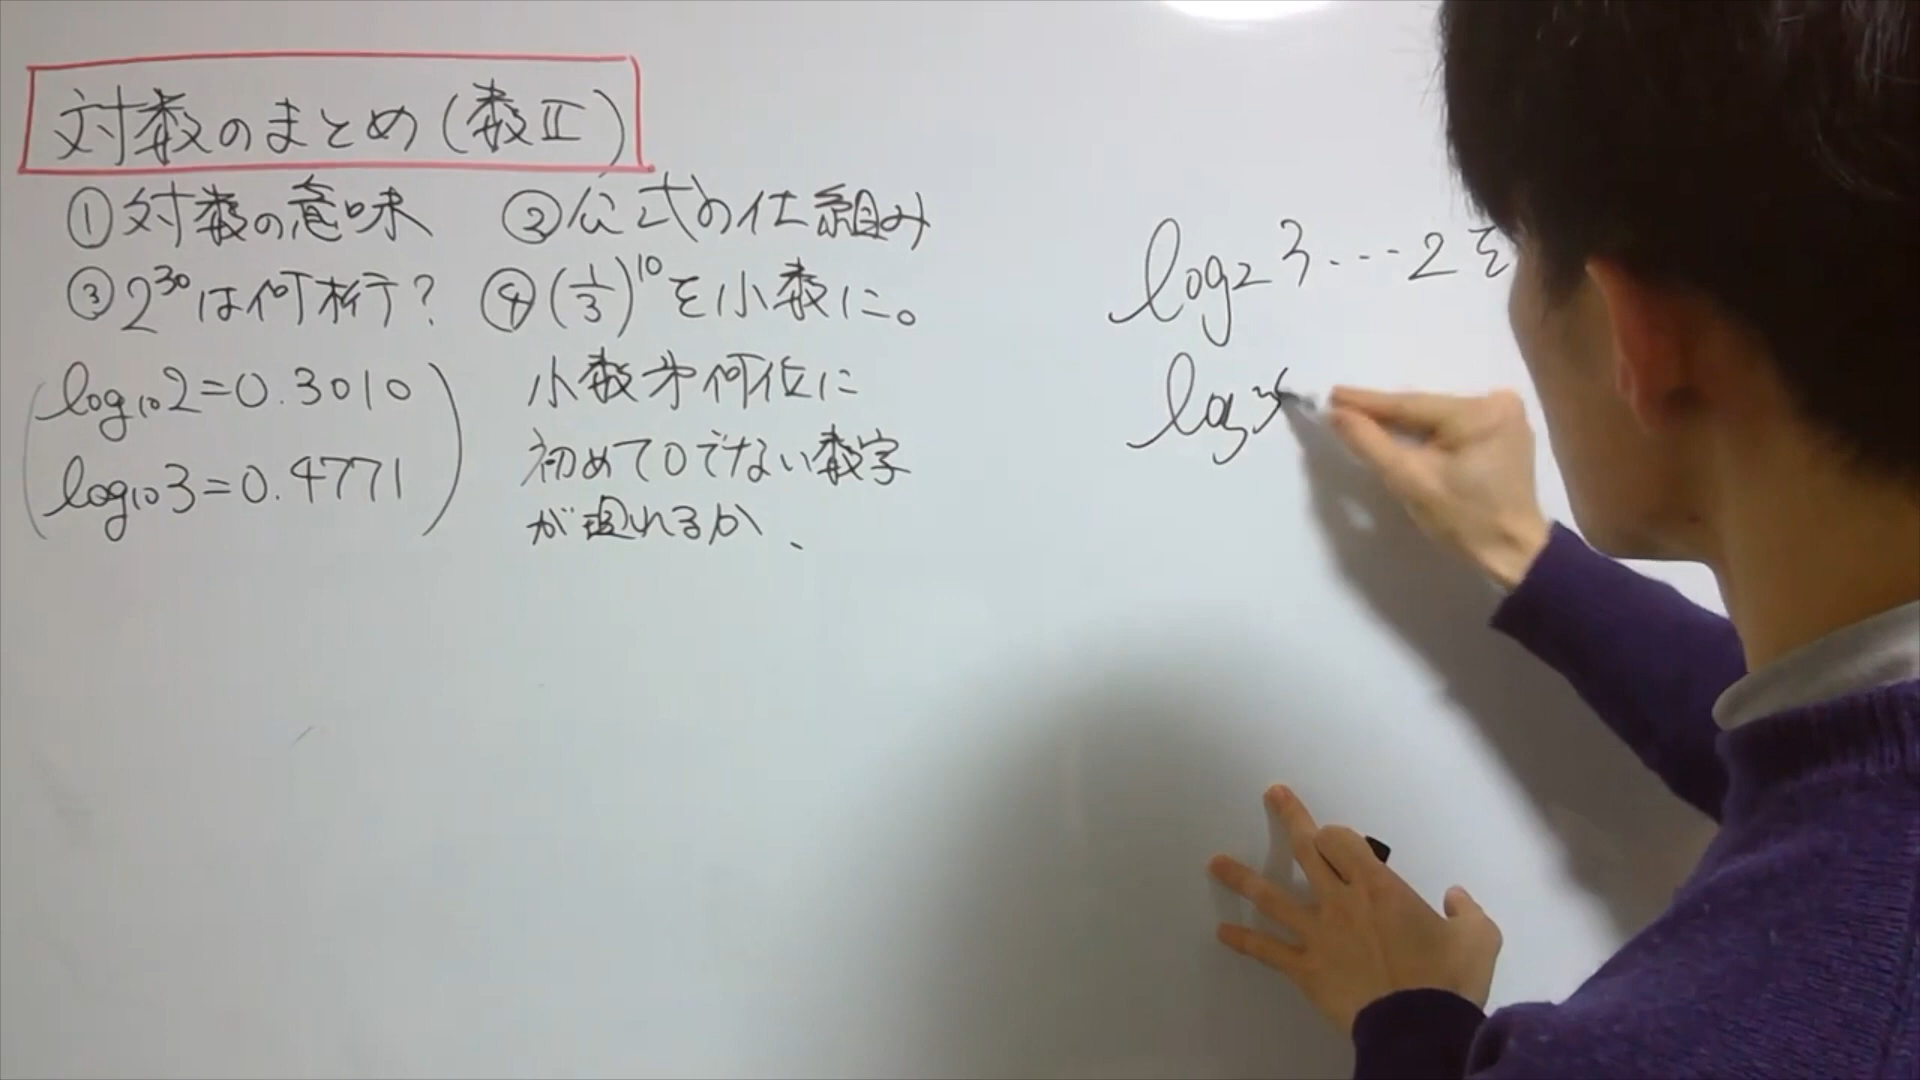 対数のまとめ(数Ⅱ)
①対数の意味 ②公式の仕組み
③2³⁰は何桁? ④(1/3)¹⁰を小数に。
小数第何位に
初めて0でない数字
が現れるか、
(log₁₀2=0.3010
log₁₀3=0.4771)
log₂3…2を
log₃